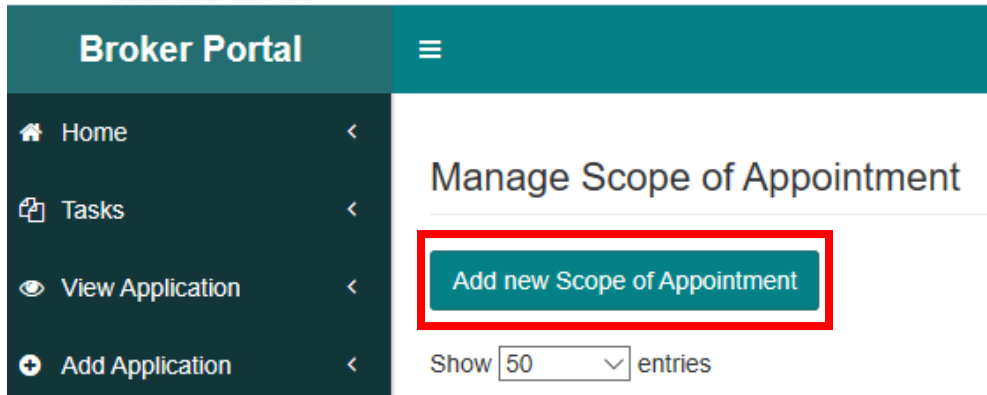 Broker Portal
Home
Tasks
View Application
Add Application
Manage Scope of Appointment
Add new Scope of Appointment
Show 50 entries